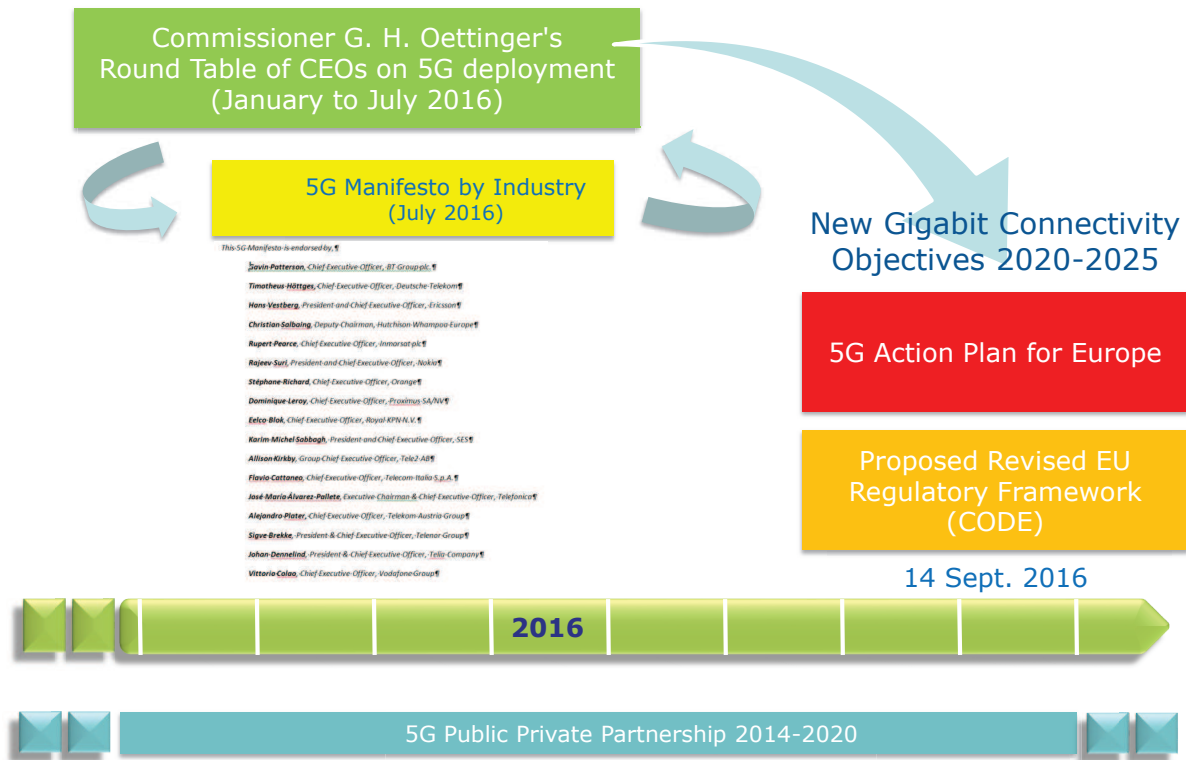 Commissioner G. H. Oettinger's
Round Table of CEOs on 5G deployment
(January to July 2016)
5G Manifesto by Industry
(July 2016)
This·5G·Manifesto·is·endorsed·by,¶
Gavin·Patterson,·Chief·Executive·Officer,·BT·Group·plc.¶
Timotheus·Höttges,·Chief·Executive·Officer,·Deutsche·Telekom¶
Hans·Vestberg,·President·and·Chief·Executive·Officer,·Ericsson¶
Christian·Salbaing,·Deputy·Chairman,·Hutchison·Whampoa·Europe¶
Rupert·Pearce,·Chief·Executive·Officer,·Inmarsat·plc¶
Rajeev·Suri,·President·and·Chief·Executive·Officer,·Nokia¶
Stéphane·Richard,·Chief·Executive·Officer,·Orange¶
Dominique·Leroy,·Chief·Executive·Officer,·Proximus·SA/NV¶
Eelco·Blok,·Chief·Executive·Officer,·Royal·KPN·N.V.¶
Karim·Michel·Sabbagh,·President·and·Chief·Executive·Officer,·SES¶
Allison·Kirkby,·Group·Chief·Executive·Officer,·Tele2·AB¶
Flavio·Cattaneo,·Chief·Executive·Officer,·Telecom·Italia·S.p.A.¶
José·María·Álvarez-Pallete,·Executive·Chairman·&·Chief·Executive·Officer,·Telefonica¶
Alejandro·Plater,·Chief·Executive·Officer,·Telekom·Austria·Group¶
Sigve·Brekke,·President·&·Chief·Executive·Officer,·Telenor·Group¶
Johan·Dennelind,·President·&·Chief·Executive·Officer,·Telia·Company¶
Vittorio·Colao,·Chief·Executive·Officer,·Vodafone·Group¶
New Gigabit Connectivity
Objectives 2020-2025
5G Action Plan for Europe
Proposed Revised EU
Regulatory Framework
(CODE)
14 Sept. 2016
2016
5G Public Private Partnership 2014-2020